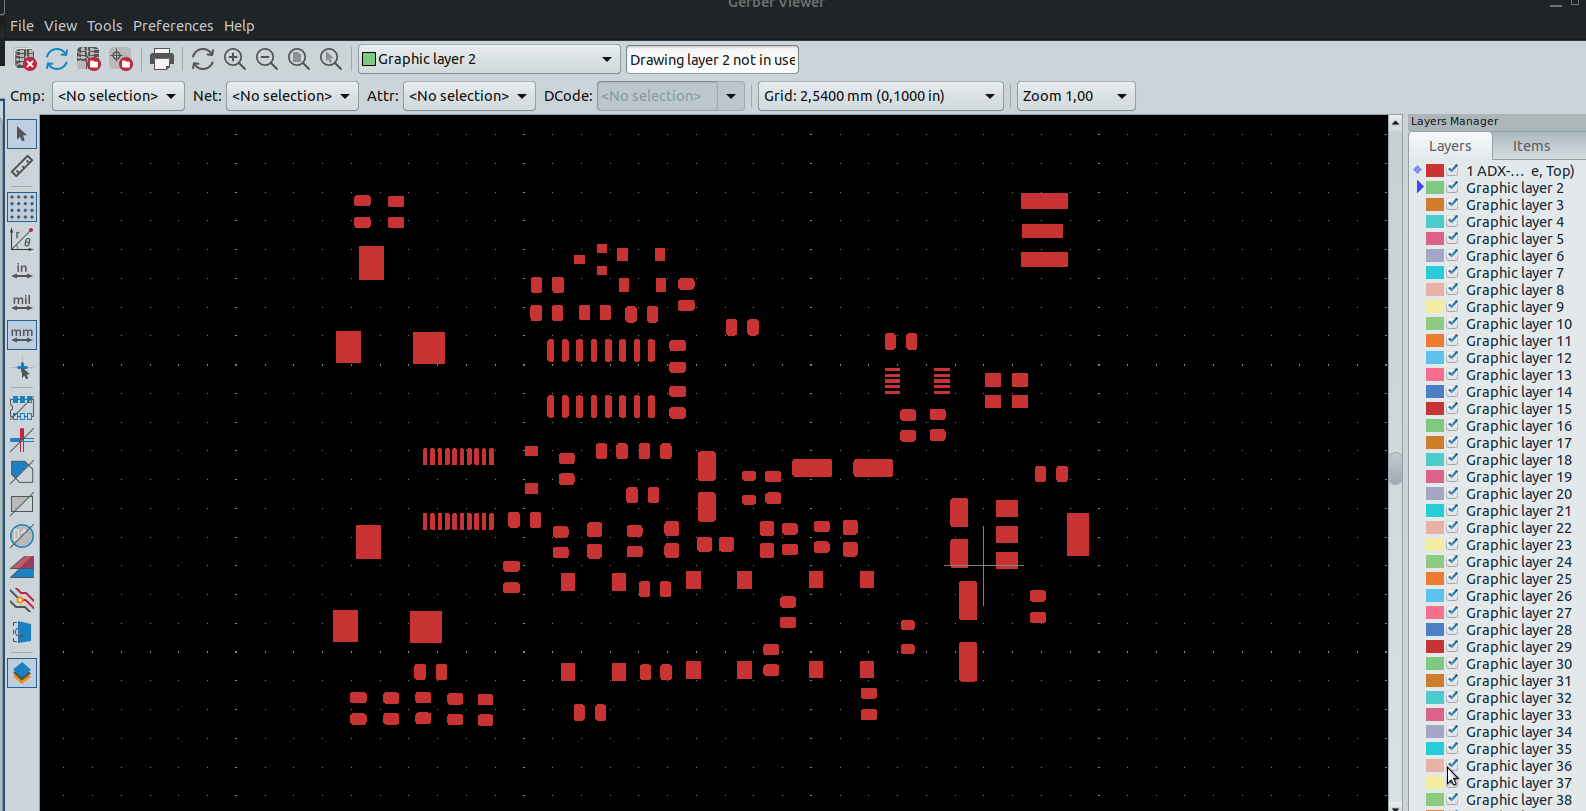 Gerber Viewer
File View Tools Preferences Help
Graphic layer 2 Drawing layer 2 not in use
Cmp: <No selection> Net: <No selection> Attr: <No selection> DCode: <No selection> Grid: 2,5400 mm (0,1000 in) Zoom 1,00
Layers Manager
Layers Items
1 ADX-... e, Top)
Graphic layer 2
Graphic layer 3
Graphic layer 4
Graphic layer 5
Graphic layer 6
Graphic layer 7
Graphic layer 8
Graphic layer 9
Graphic layer 10
Graphic layer 11
Graphic layer 12
Graphic layer 13
Graphic layer 14
Graphic layer 15
Graphic layer 16
Graphic layer 17
Graphic layer 18
Graphic layer 19
Graphic layer 20
Graphic layer 21
Graphic layer 22
Graphic layer 23
Graphic layer 24
Graphic layer 25
Graphic layer 26
Graphic layer 27
Graphic layer 28
Graphic layer 29
Graphic layer 30
Graphic layer 31
Graphic layer 32
Graphic layer 33
Graphic layer 34
Graphic layer 35
Graphic layer 36
Graphic layer 37
Graphic layer 38
r θ
in
mil
mm